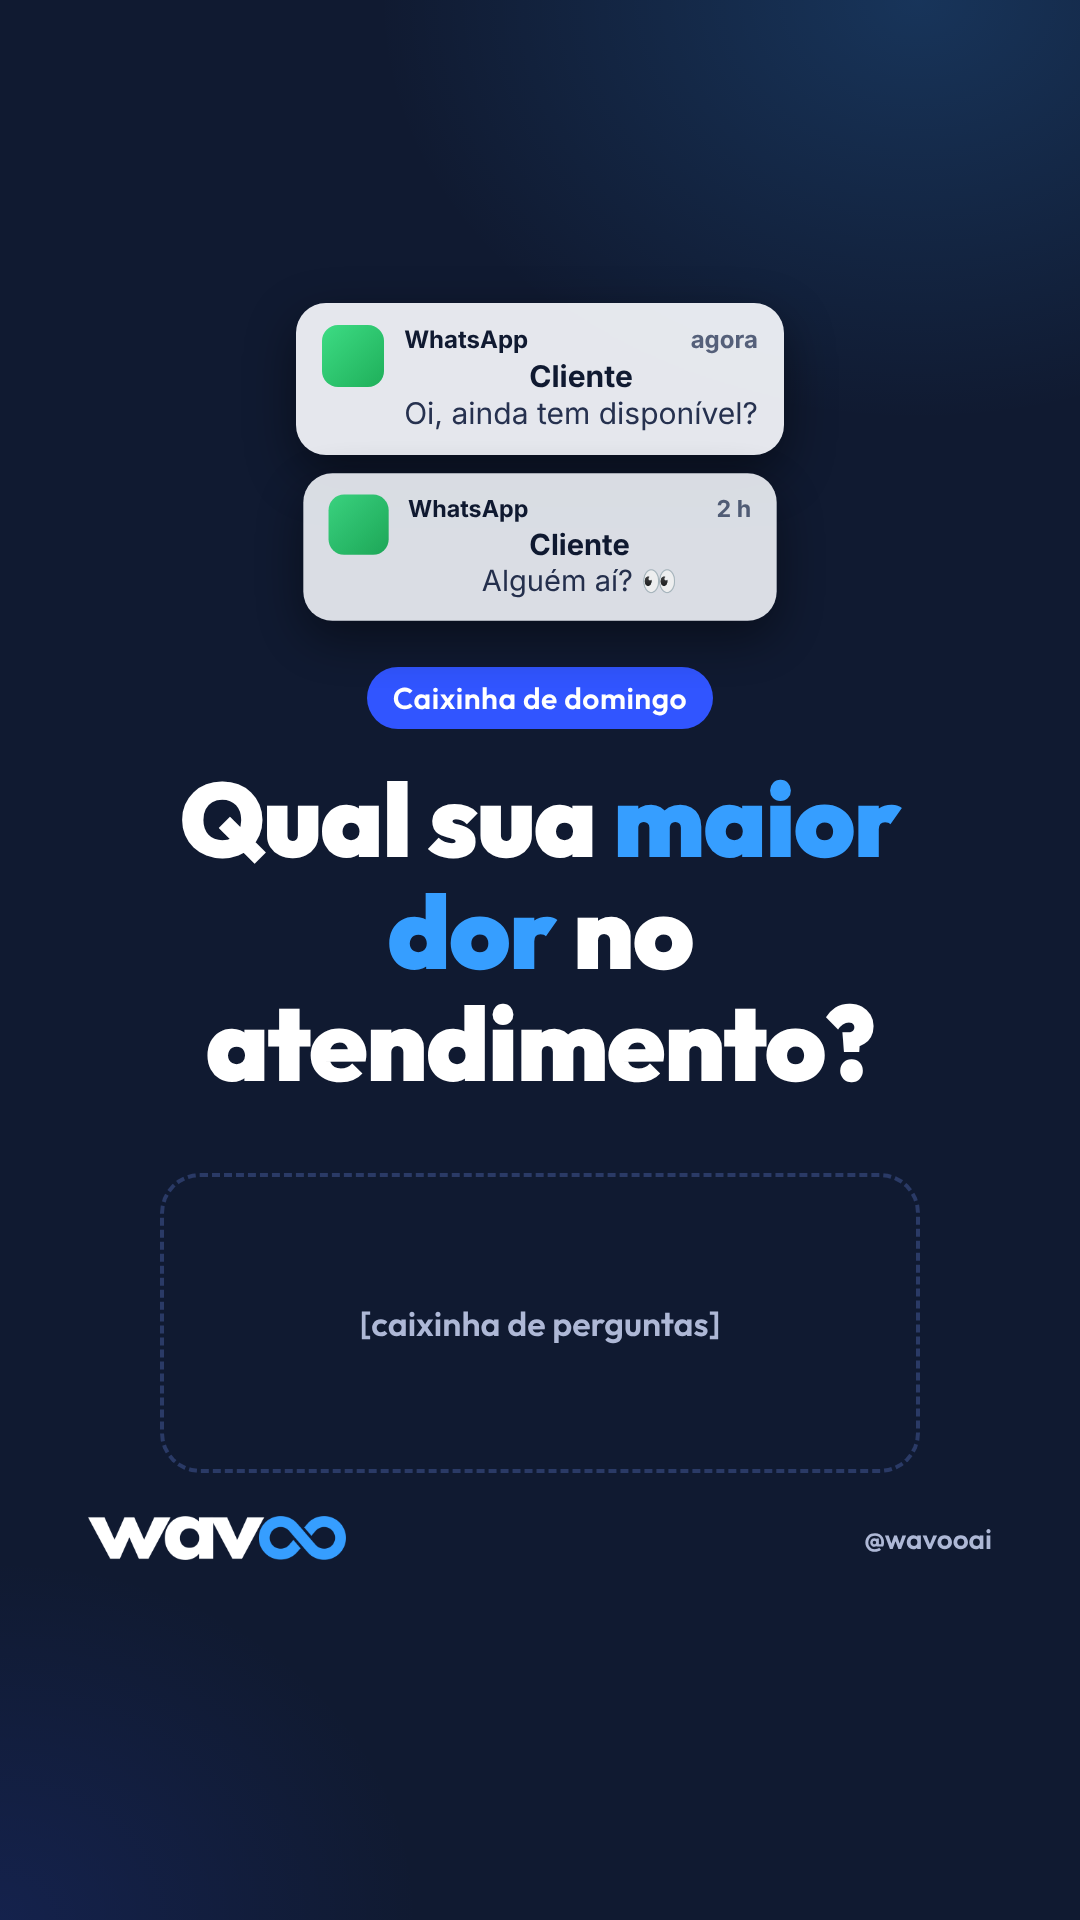 WhatsApp agora
Cliente
Oi, ainda tem disponível?
WhatsApp 2 h
Cliente
Alguém aí? 👀
Caixinha de domingo
Qual sua maior
dor no
atendimento?
[caixinha de perguntas]
wavoo
@wavooai